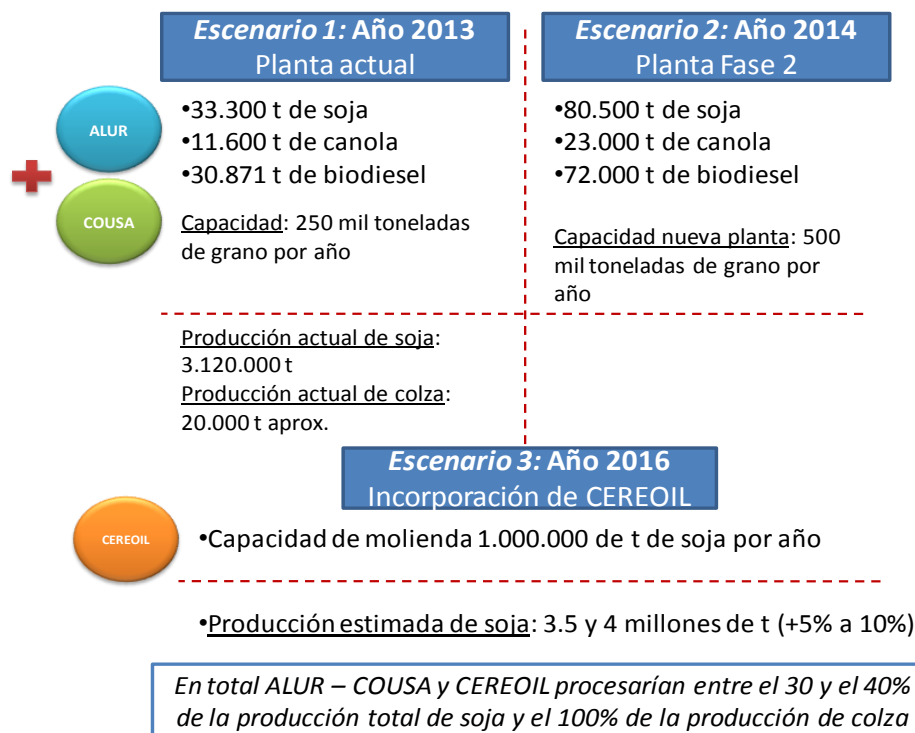 Escenario 1: Año 2013
Planta actual
Escenario 2: Año 2014
Planta Fase 2
ALUR
COUSA
•33.300 t de soja
•11.600 t de canola
•30.871 t de biodiesel
Capacidad: 250 mil toneladas
de grano por año
•80.500 t de soja
•23.000 t de canola
•72.000 t de biodiesel
Capacidad nueva planta: 500
mil toneladas de grano por
año
Producción actual de soja:
3.120.000 t
Producción actual de colza:
20.000 t aprox.
Escenario 3: Año 2016
Incorporación de CEREOIL
CEREOIL
•Capacidad de molienda 1.000.000 de t de soja por año
•Producción estimada de soja: 3.5 y 4 millones de t (+5% a 10%)
En total ALUR – COUSA y CEREOIL procesarían entre el 30 y el 40%
de la producción total de soja y el 100% de la producción de colza